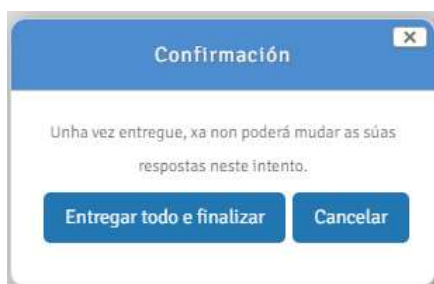 Confirmación
Unha vez entregue, xa non poderá mudar as súas
respostas neste intento.
Entregar todo e finalizar
Cancelar